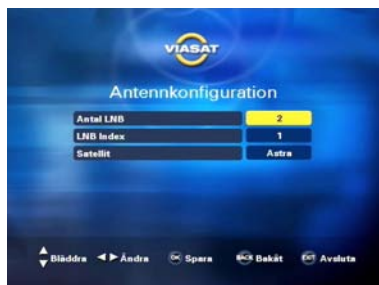 VIASAT
Antennkonfiguration
Antal LNB 2
LNB Index 1
Satellit Astra
Bläddra Ändra OK Spara BACK Bakåt EXIT Avsluta